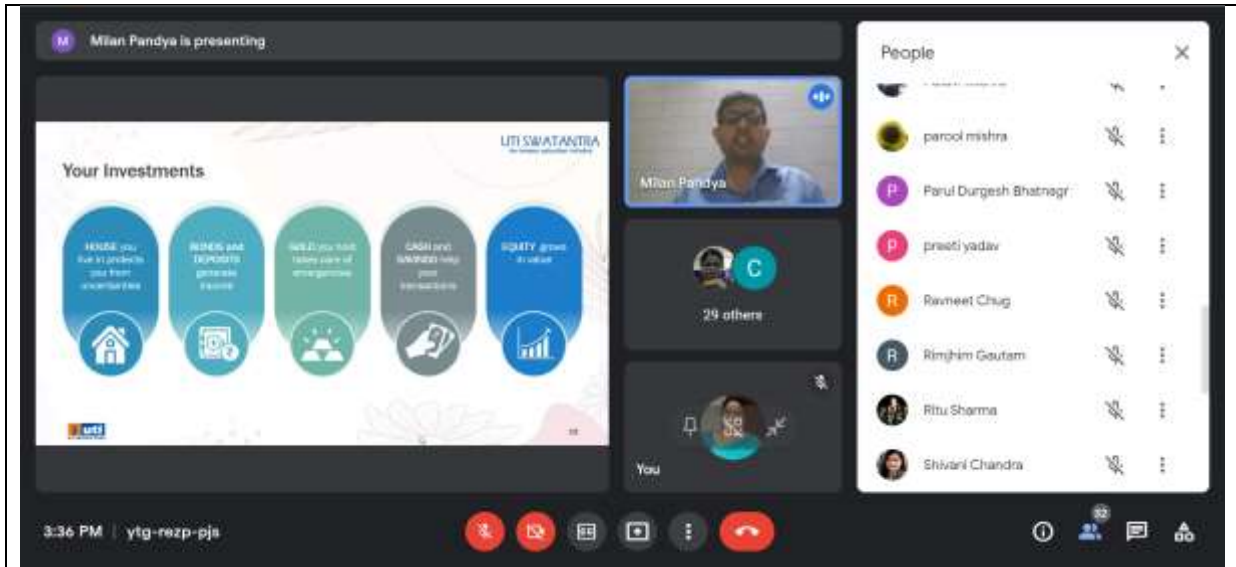 M Milan Pandya is presenting
UTI SWATANTRA
Your Investments
HOUSE you
live in protects
you from
uncertainties
BONDS and
DEPOSITS
generate
income
GOLD you hold
takes care of
emergencies
CASH and
SAVINGS help
your
transactions
EQUITY grows
in value
uti
Milan Pandya
C
29 others
You
People
parool mishra
P Parul Durgesh Bhatnagr
P preeti yadav
R Ravneet Chug
R Rimjhim Gautam
Ritu Sharma
Shivani Chandra
3:36 PM | ytg-rezp-pjs
32